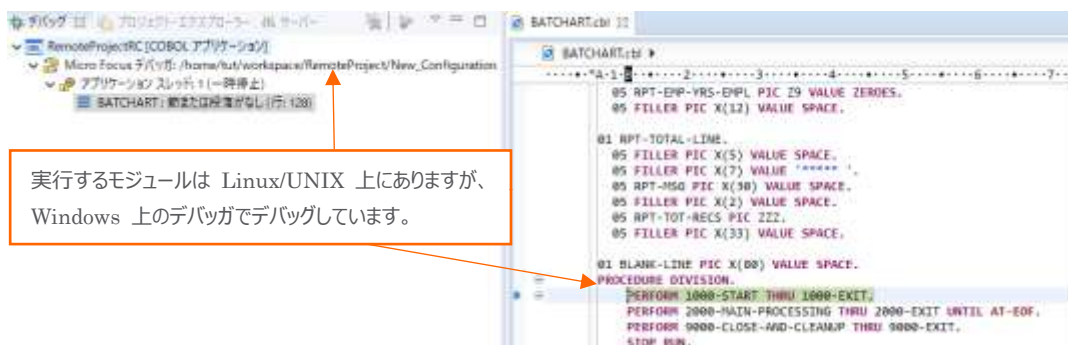 デバッグ プロジェクト・エクスプローラー サーバー
RemoteProjectRC [COBOL アプリケーション]
Micro Focus デバッガ: /home/tut/workspace/RemoteProject/New_Configuration
アプリケーション スレッド: 1 (一時停止)
BATCHART : 節または段落がなし (行: 128)
実行するモジュールは Linux/UNIX 上にありますが、
Windows 上のデバッガでデバッグしています。
BATCHART.cbl
BATCHART.cbl
05 RPT-EMP-YRS-EMPL PIC Z9 VALUE ZEROES.
05 FILLER PIC X(12) VALUE SPACE.
01 RPT-TOTAL-LINE.
05 FILLER PIC X(5) VALUE SPACE.
05 FILLER PIC X(7) VALUE '***** '.
05 RPT-MSG PIC X(30) VALUE SPACE.
05 FILLER PIC X(2) VALUE SPACE.
05 RPT-TOT-RECS PIC ZZZ.
05 FILLER PIC X(33) VALUE SPACE.
01 BLANK-LINE PIC X(80) VALUE SPACE.
PROCEDURE DIVISION.
PERFORM 1000-START THRU 1000-EXIT.
PERFORM 2000-MAIN-PROCESSING THRU 2000-EXIT UNTIL AT-EOF.
PERFORM 9000-CLOSE-AND-CLEANUP THRU 9000-EXIT.
STOP RUN.